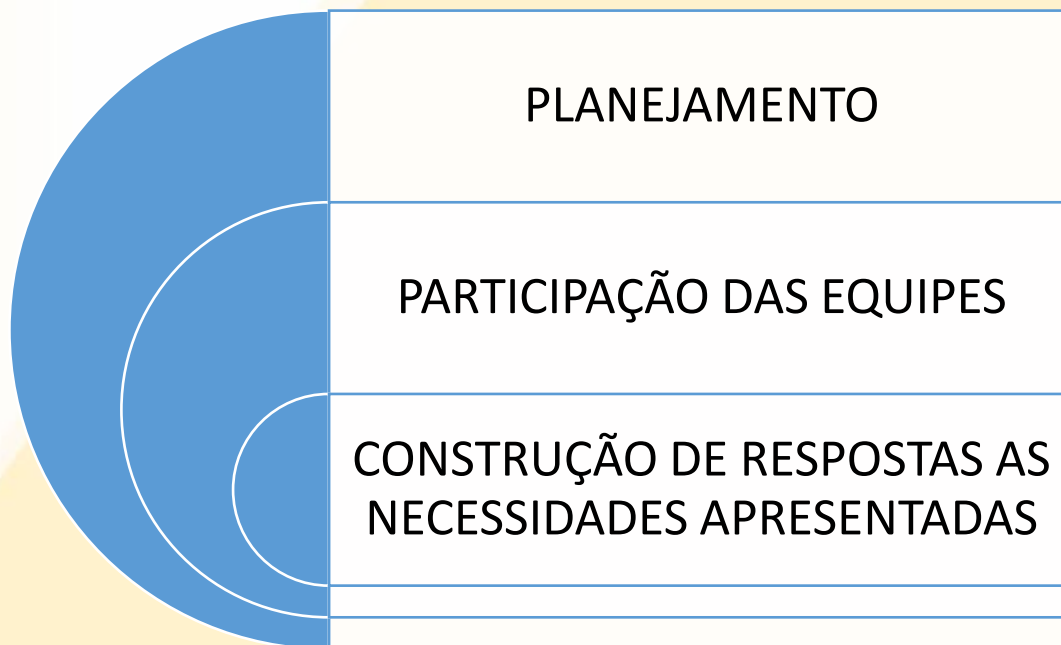 PLANEJAMENTO
PARTICIPAÇÃO DAS EQUIPES
CONSTRUÇÃO DE RESPOSTAS AS
NECESSIDADES APRESENTADAS